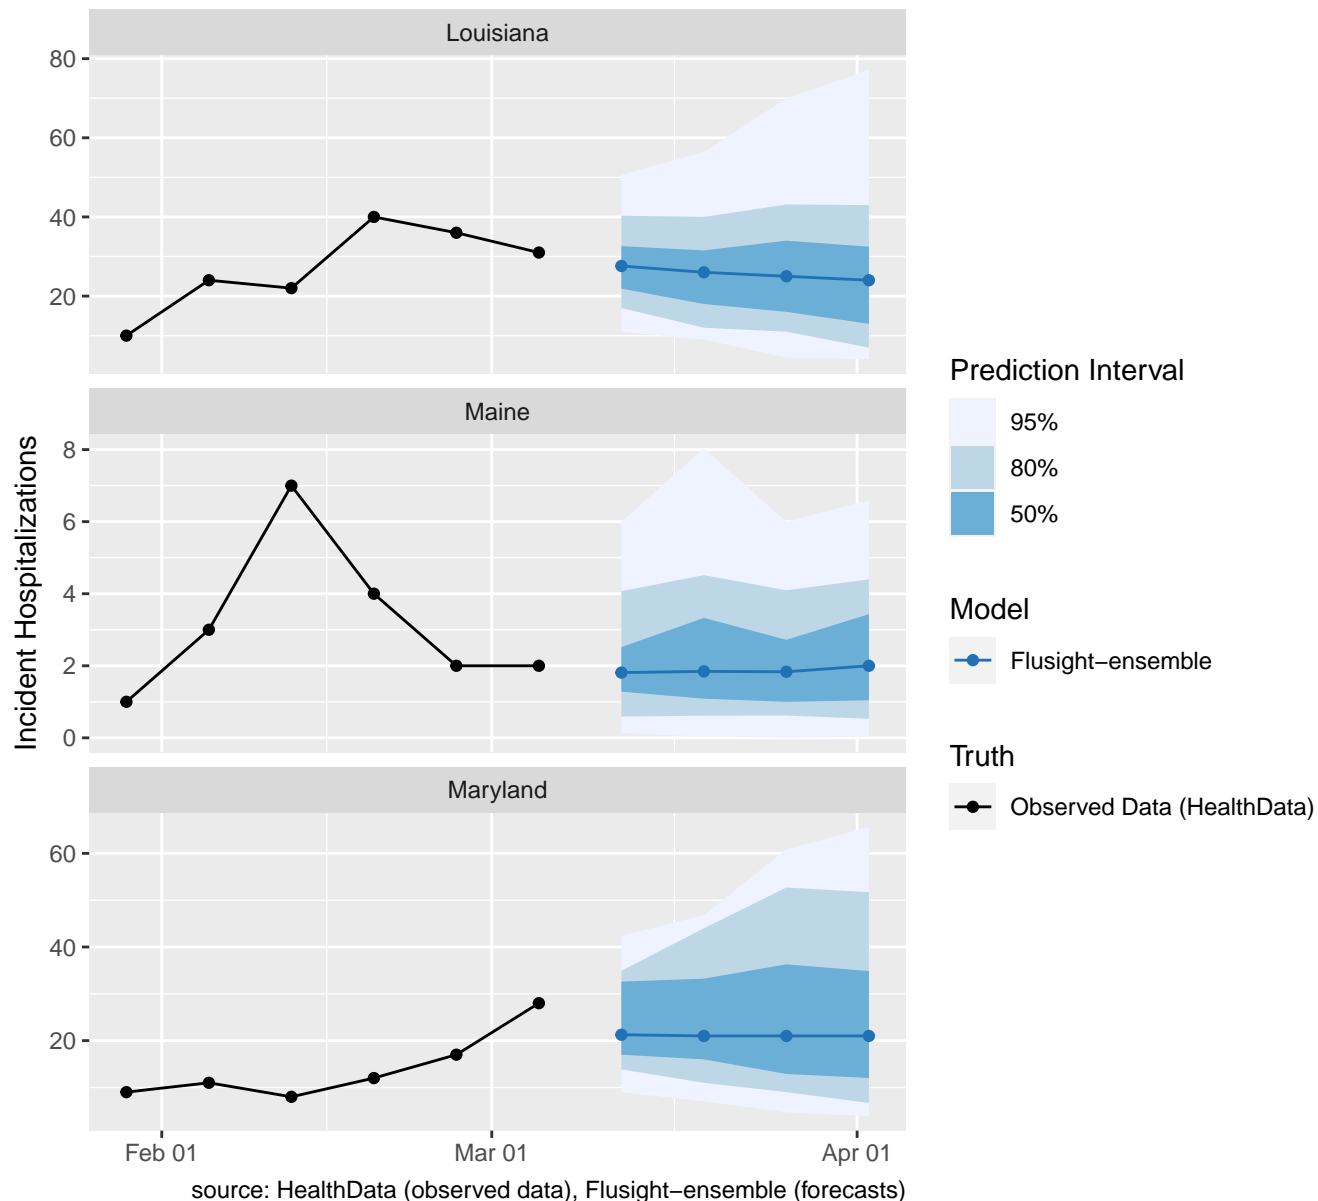 Louisiana
80
60
40
20
Maine
8
6
4
2
0
Maryland
60
40
20
Incident Hospitalizations
Feb 01
Mar 01
Apr 01
source: HealthData (observed data), Flusight−ensemble (forecasts)
Prediction Interval
95%
80%
50%
Model
Flusight−ensemble
Truth
Observed Data (HealthData)